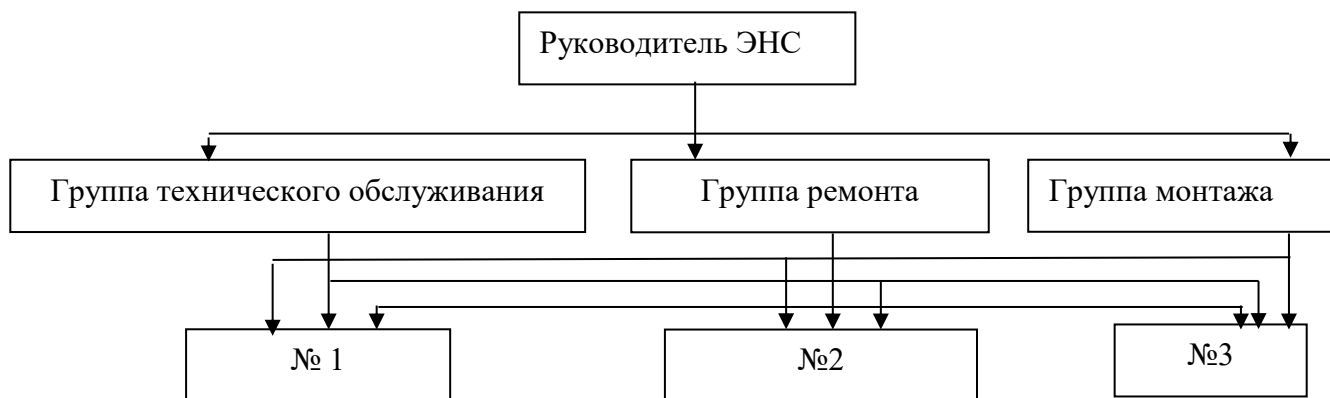 Руководитель ЭНС
Группа технического обслуживания
Группа ремонта
Группа монтажа
№ 1
№2
№3